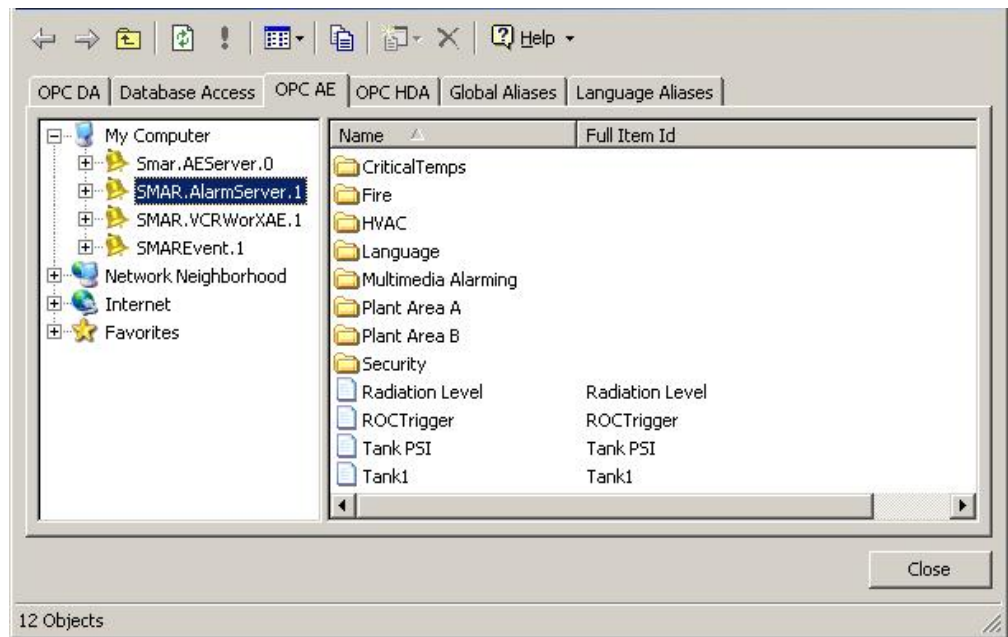 Help
OPC DA Database Access OPC AE OPC HDA Global Aliases Language Aliases
My Computer
Smar.AEServer.0
SMAR.AlarmServer.1
SMAR.VCRWorXAE.1
SMAREvent.1
Network Neighborhood
Internet
Favorites
Name Full Item Id
CriticalTemps
Fire
HVAC
Language
Multimedia Alarming
Plant Area A
Plant Area B
Security
Radiation Level Radiation Level
ROCTrigger ROCTrigger
Tank PSI Tank PSI
Tank1 Tank1
Close
12 Objects